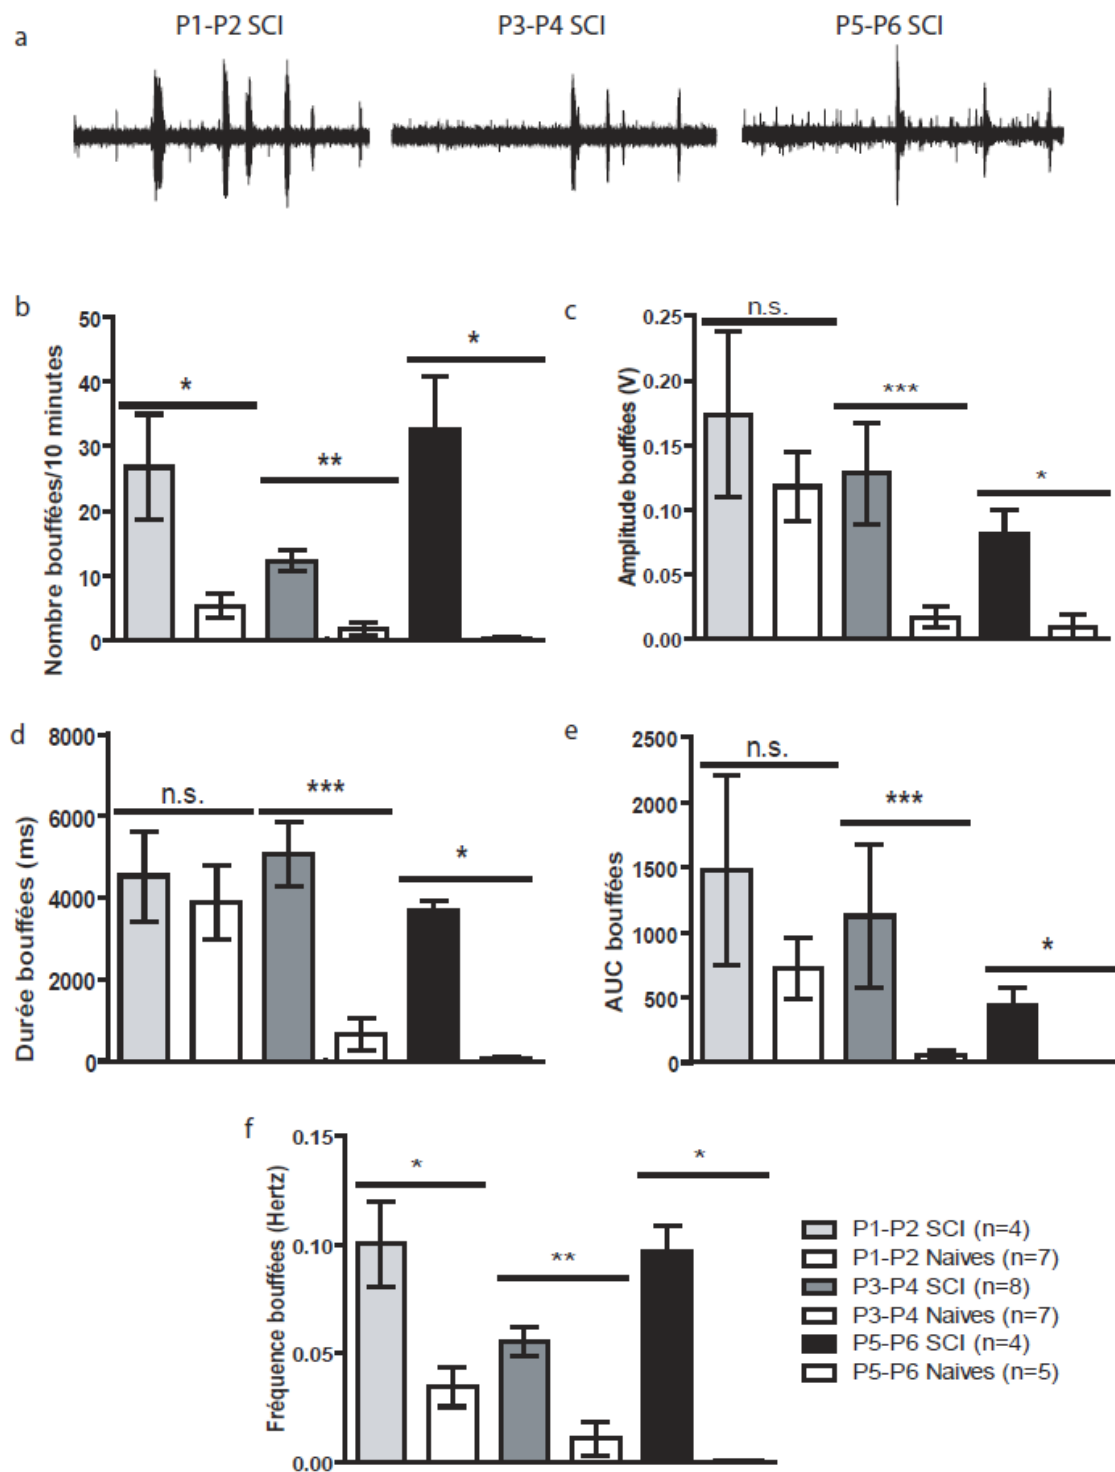 a
P1-P2 SCI
P3-P4 SCI
P5-P6 SCI
b
Nombre bouffées/10 minutes
50
40
30
20
10
0
*
**
*
c
Amplitude bouffées (V)
0.25
0.20
0.15
0.10
0.05
0.00
n.s.
***
*
d
Durée bouffées (ms)
8000
6000
4000
2000
0
n.s.
***
*
e
AUC bouffées
2500
2000
1500
1000
500
0
n.s.
***
*
f
Fréquence bouffées (Hertz)
0.15
0.10
0.05
0.00
*
**
*
P1-P2 SCI (n=4)
P1-P2 Naives (n=7)
P3-P4 SCI (n=8)
P3-P4 Naives (n=7)
P5-P6 SCI (n=4)
P5-P6 Naives (n=5)